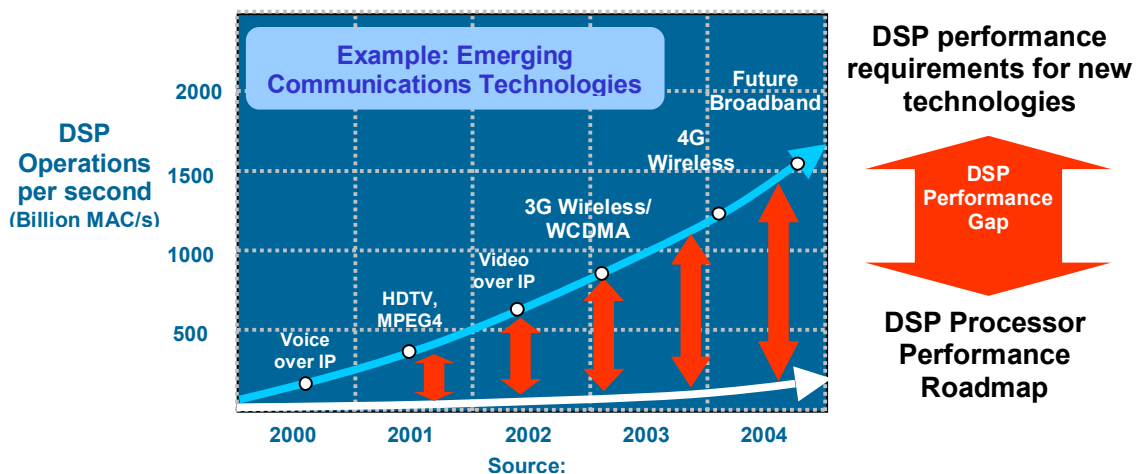 Example: Emerging
Communications Technologies
DSP performance
requirements for new
technologies
DSP
Operations
per second
(Billion MAC/s)
2000
1500
1000
500
Voice
over IP
HDTV,
MPEG4
Video
over IP
3G Wireless/
WCDMA
4G
Wireless
Future
Broadband
DSP
Performance
Gap
DSP Processor
Performance
Roadmap
2000
2001
2002
2003
2004
Source: